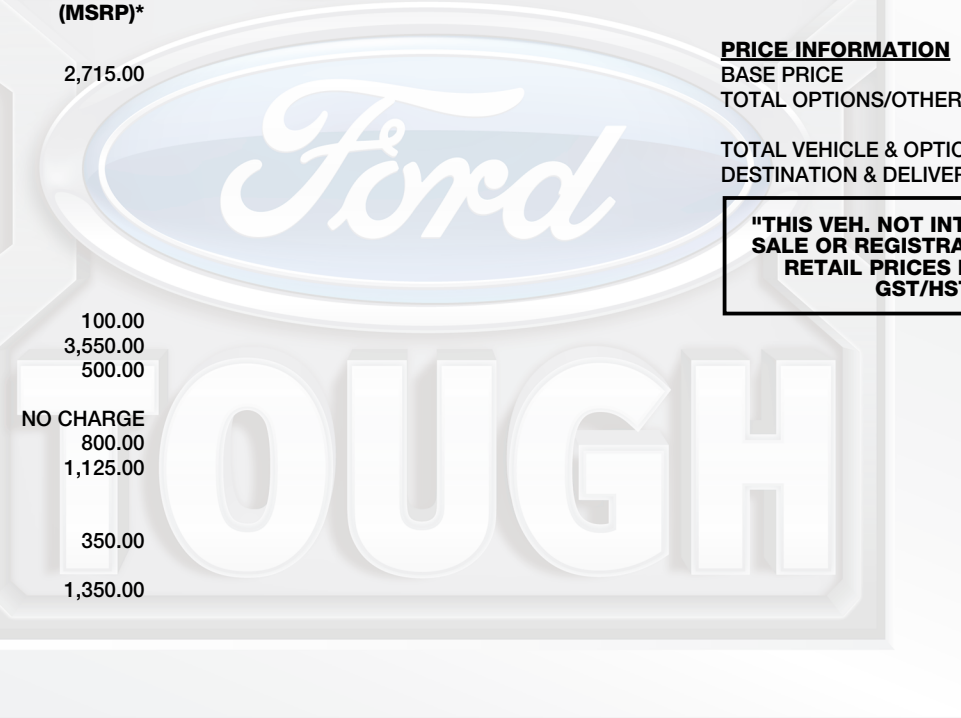 (MSRP)*
2,715.00
100.00
3,550.00
500.00
NO CHARGE
800.00
1,125.00
350.00
1,350.00
PRICE INFORMATION
BASE PRICE
TOTAL OPTIONS/OTHER
TOTAL VEHICLE & OPTIO
DESTINATION & DELIVER
"THIS VEH. NOT INT
SALE OR REGISTRA
RETAIL PRICES
GST/HST
Ford
TOUGH